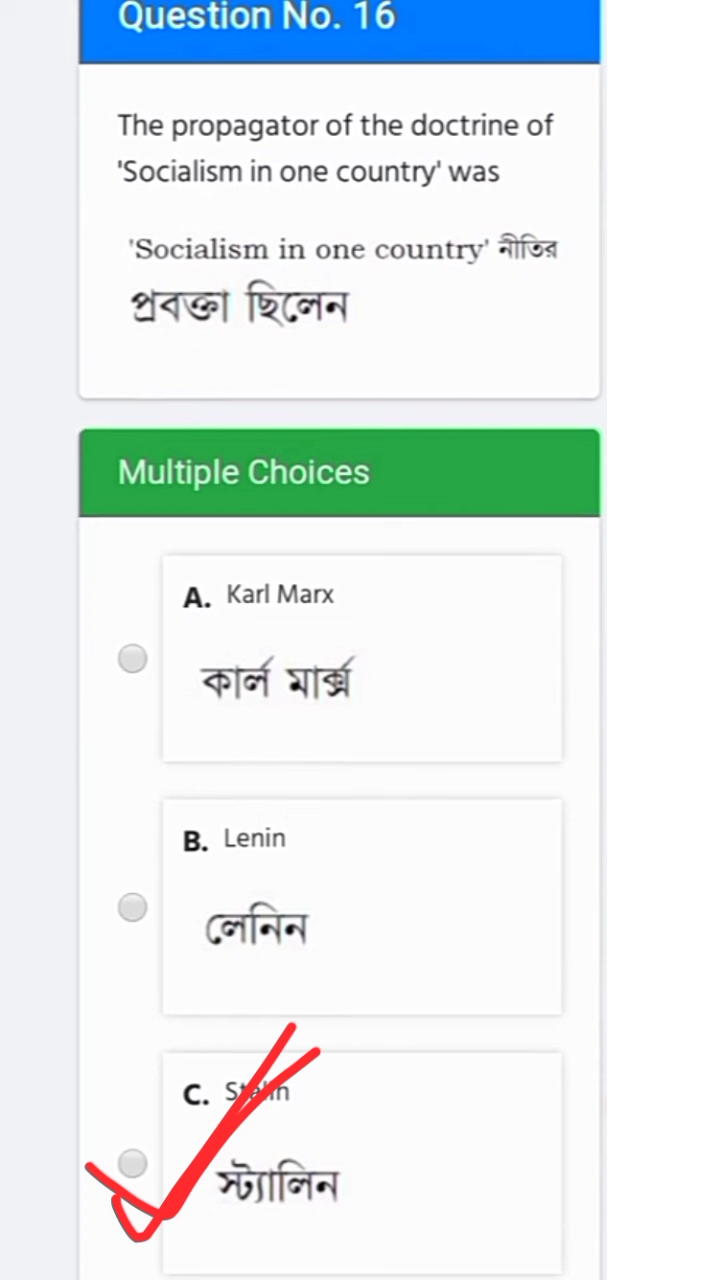 Question No. 16
The propagator of the doctrine of
'Socialism in one country' was
'Socialism in one country' নীতির
প্রবক্তা ছিলেন
Multiple Choices
A. Karl Marx
কার্ল মার্ক্স
B. Lenin
লেনিন
C. Stalin
স্ট্যালিন